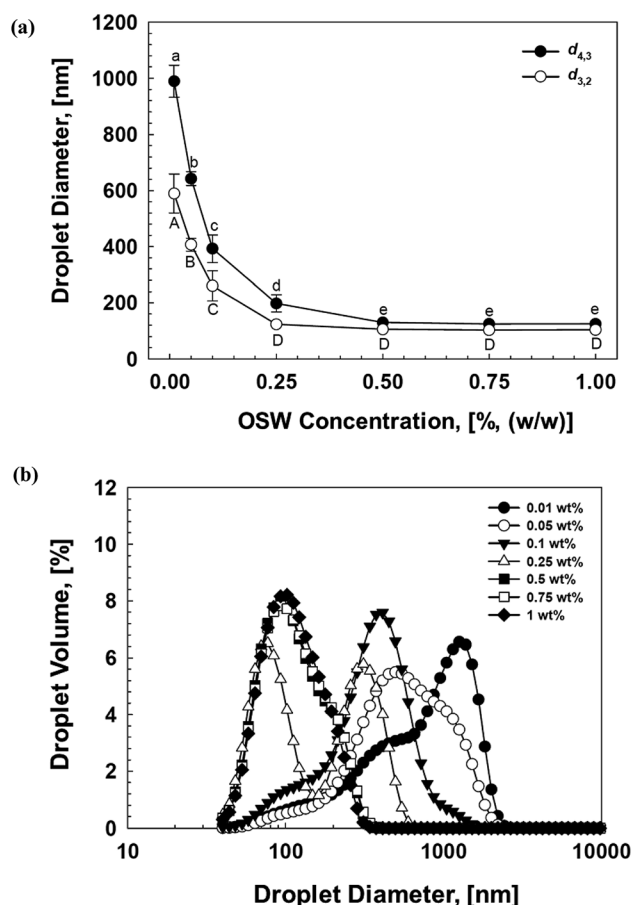 (a)
1200
1000
800
600
400
200
0
Droplet Diameter, [nm]
d4,3
d3,2
a
b
c
d
e
e
e
A
B
C
D
D
D
D
0.00 0.25 0.50 0.75 1.00
OSW Concentration, [%, (w/w)]
(b)
12
10
8
6
4
2
0
Droplet Volume, [%]
0.01 wt%
0.05 wt%
0.1 wt%
0.25 wt%
0.5 wt%
0.75 wt%
1 wt%
10 100 1000 10000
Droplet Diameter, [nm]